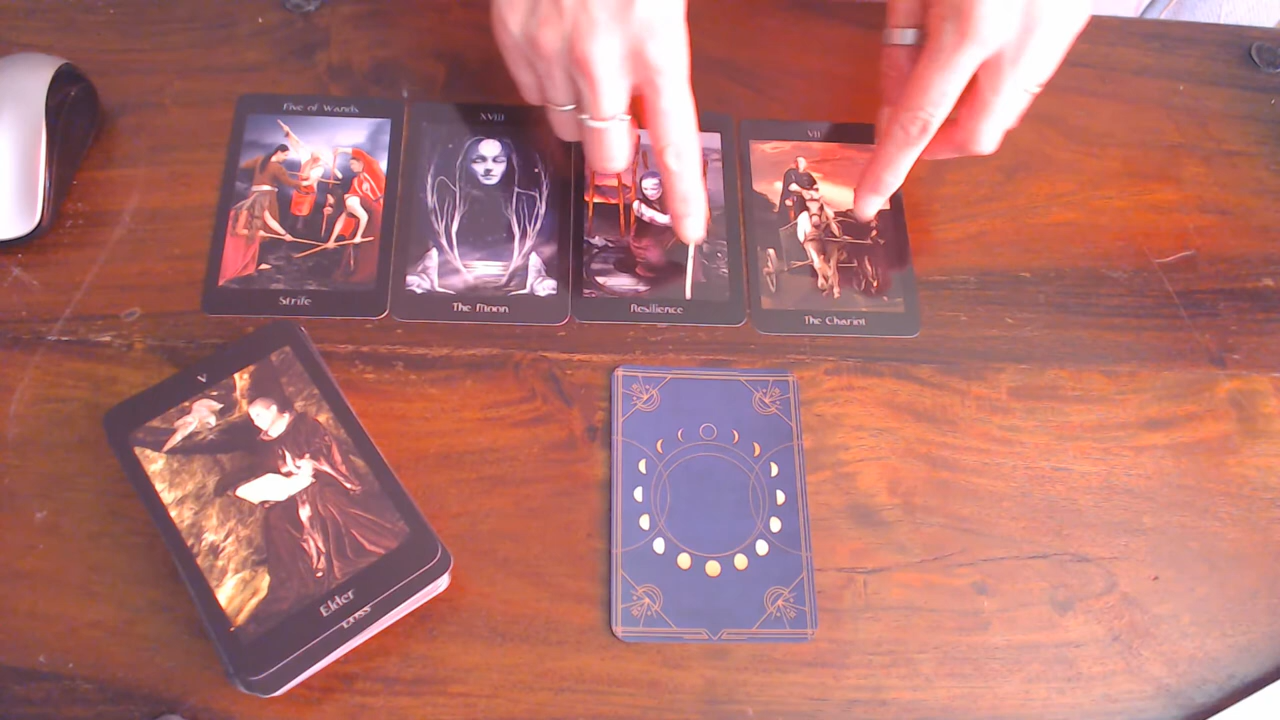 Five of Wands
XVIII
VII
Strife
The Moon
Resilience
The Chariot
V
Elder